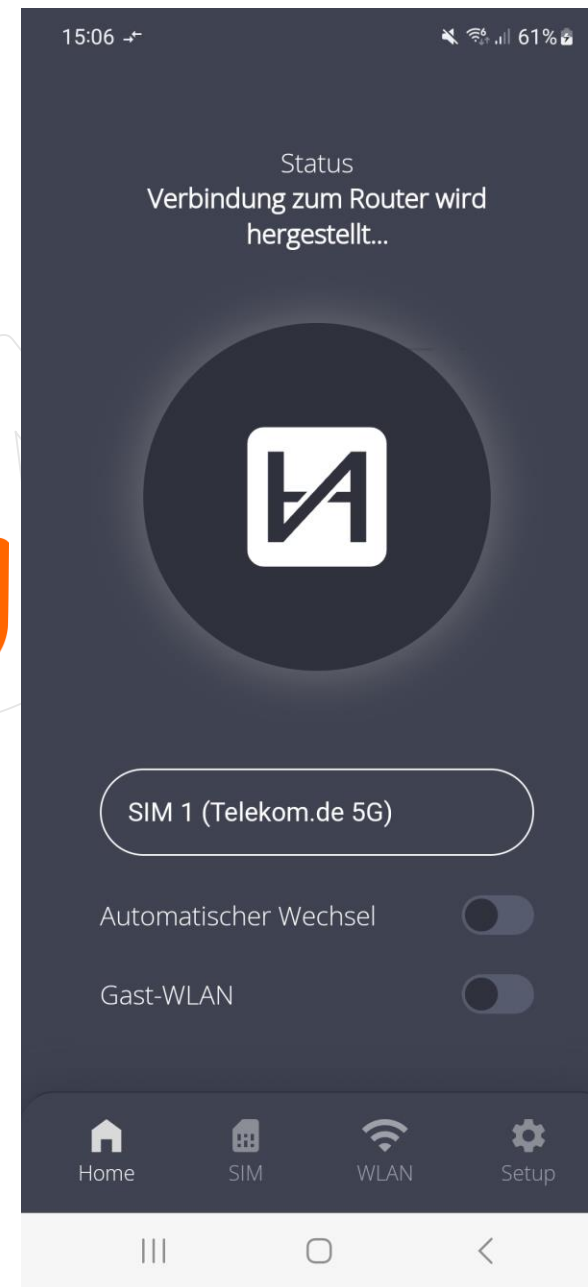 15:06
61%
Status
Verbindung zum Router wird
hergestellt...
SIM 1 (Telekom.de 5G)
Automatischer Wechsel
Gast-WLAN
Home
SIM
WLAN
Setup